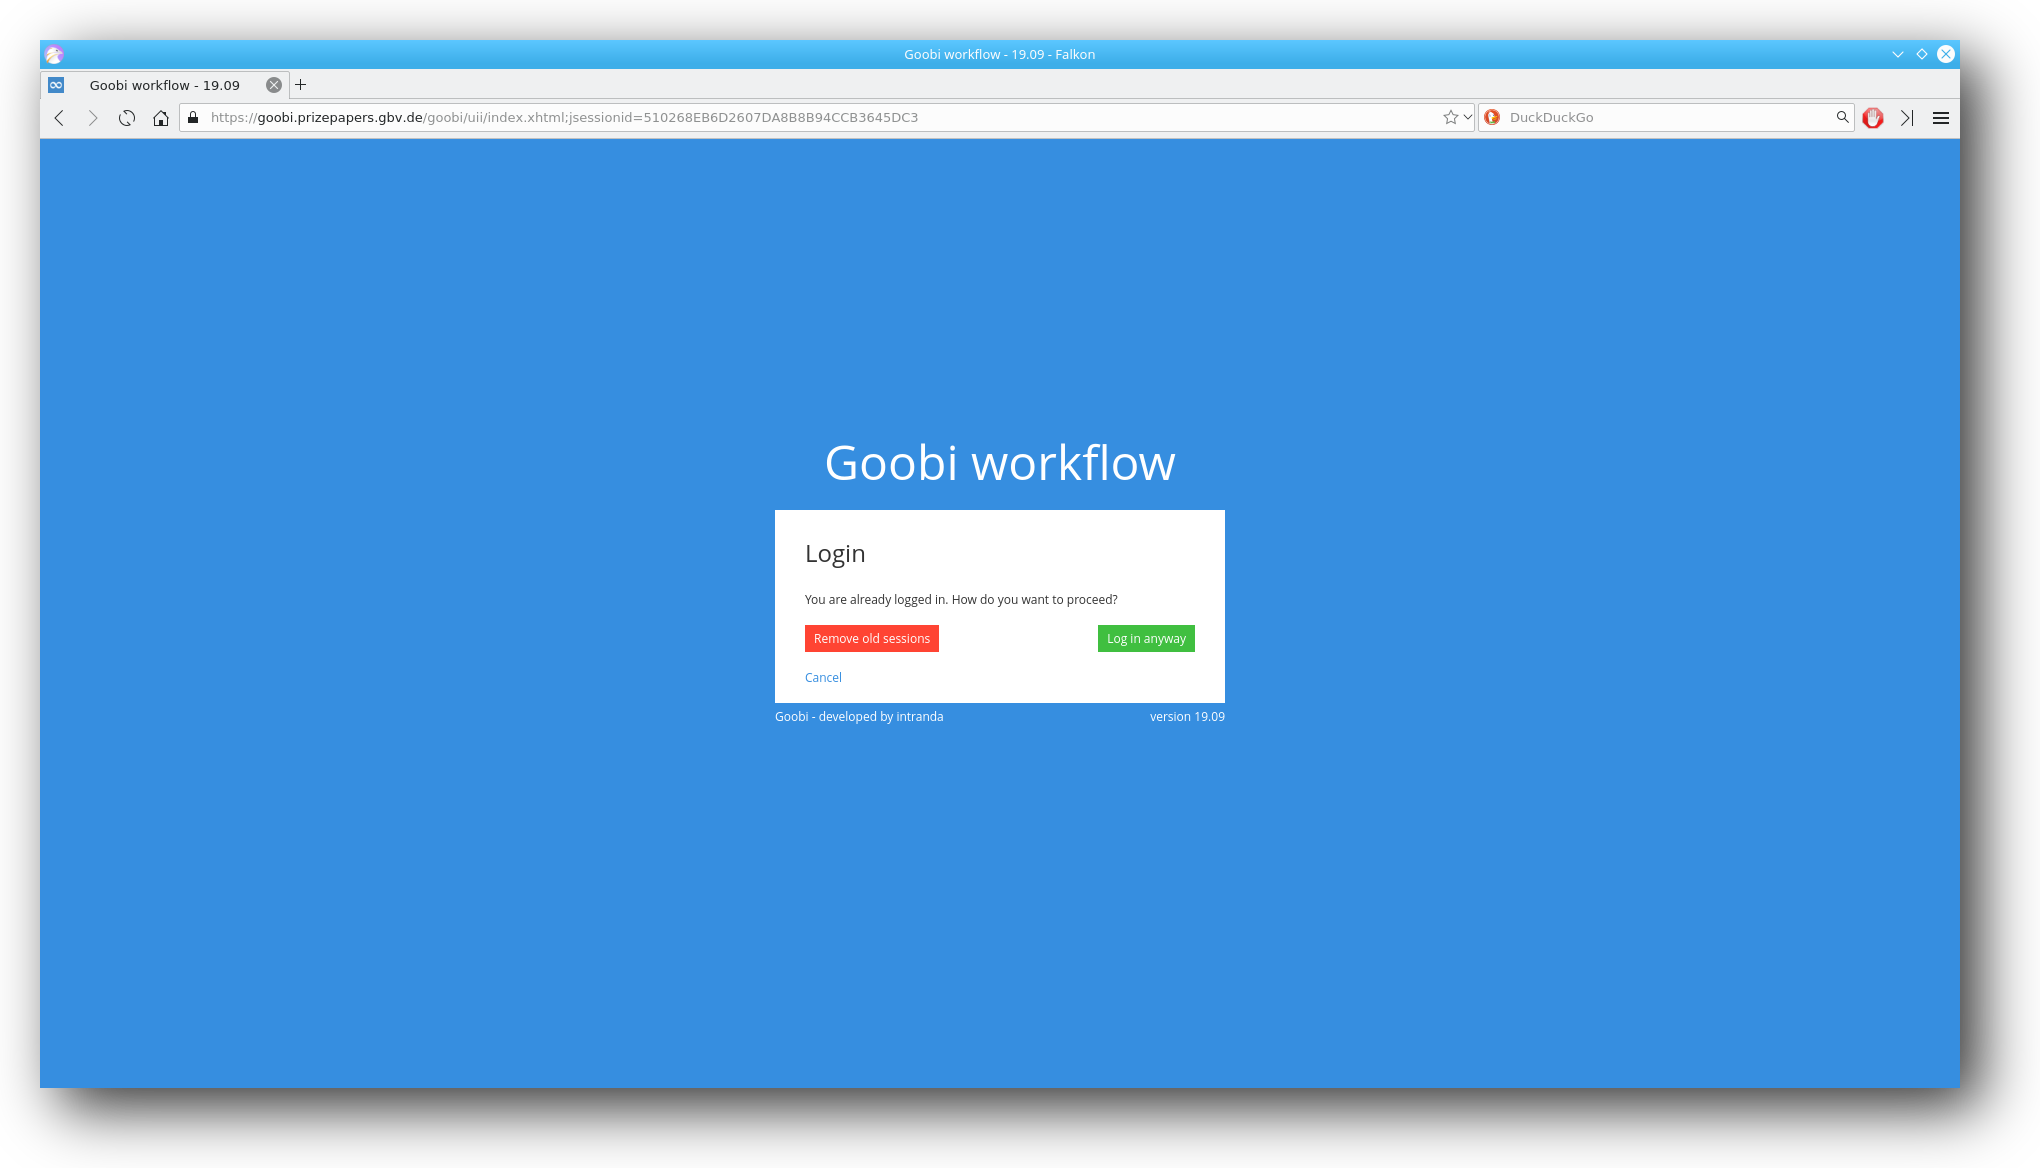 Goobi workflow - 19.09 - Falkon
Goobi workflow - 19.09
https://goobi.prizepapers.gbv.de/goobi/uii/index.xhtml;jsessionid=510268EB6D2607DA8B8B94CCB3645DC3
DuckDuckGo
Goobi workflow
Login
You are already logged in. How do you want to proceed?
Remove old sessions
Log in anyway
Cancel
Goobi - developed by intranda
version 19.09